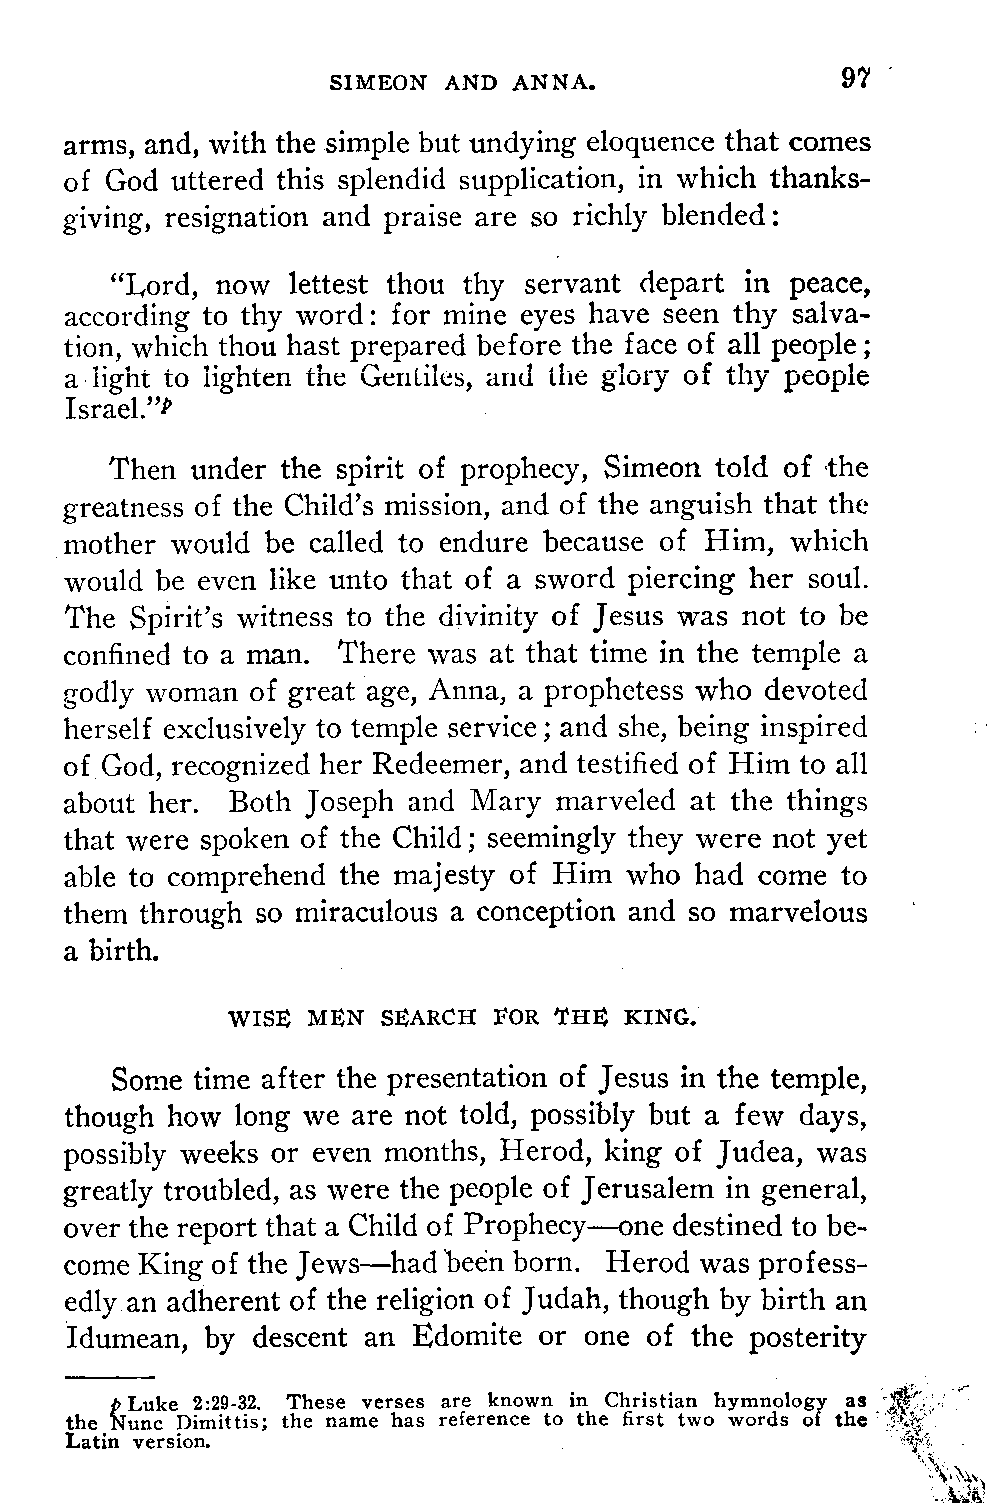 SIMEON AND ANNA. 97
arms, and, with the simple but undying eloquence that comes
of God uttered this splendid supplication, in which thanks-
giving, resignation and praise are so richly blended:
“Lord, now lettest thou thy servant depart in peace,
according to thy word: for mine eyes have seen thy salva-
tion, which thou hast prepared before the face of all people;
a light to lighten the Gentiles, and the glory of thy people
Israel.”p
Then under the spirit of prophecy, Simeon told of the
greatness of the Child’s mission, and of the anguish that the
mother would be called to endure because of Him, which
would be even like unto that of a sword piercing her soul.
The Spirit’s witness to the divinity of Jesus was not to be
confined to a man. There was at that time in the temple a
godly woman of great age, Anna, a prophetess who devoted
herself exclusively to temple service; and she, being inspired
of God, recognized her Redeemer, and testified of Him to all
about her. Both Joseph and Mary marveled at the things
that were spoken of the Child; seemingly they were not yet
able to comprehend the majesty of Him who had come to
them through so miraculous a conception and so marvelous
a birth.
WISE MEN SEARCH FOR THE KING.
Some time after the presentation of Jesus in the temple,
though how long we are not told, possibly but a few days,
possibly weeks or even months, Herod, king of Judea, was
greatly troubled, as were the people of Jerusalem in general,
over the report that a Child of Prophecy—one destined to be-
come King of the Jews—had been born. Herod was profess-
edly an adherent of the religion of Judah, though by birth an
Idumean, by descent an Edomite or one of the posterity
p Luke 2:29-32. These verses are known in Christian hymnology as
the Nunc Dimittis; the name has reference to the first two words of the
Latin version.